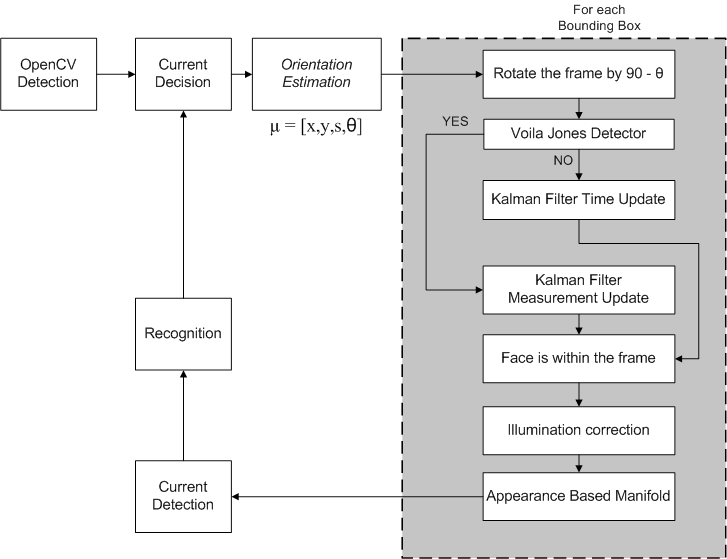 For each
Bounding Box
OpenCV
Detection
Current
Decision
Orientation
Estimation
μ = [x,y,s,θ]
Rotate the frame by 90 - θ
YES
Voila Jones Detector
NO
Kalman Filter Time Update
Kalman Filter
Measurement Update
Recognition
Face is within the frame
Illumination correction
Current
Detection
Appearance Based Manifold